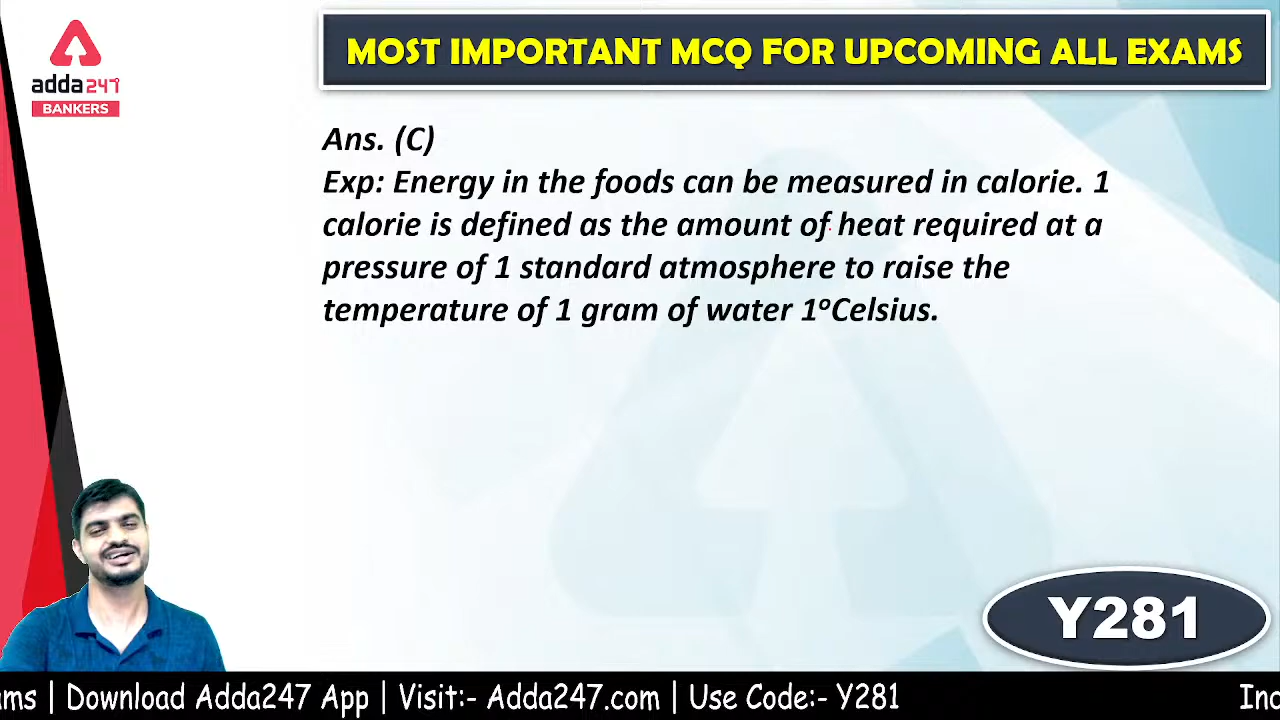 adda247
BANKERS
MOST IMPORTANT MCQ FOR UPCOMING ALL EXAMS
Ans. (C)
Exp: Energy in the foods can be measured in calorie. 1
calorie is defined as the amount of heat required at a
pressure of 1 standard atmosphere to raise the
temperature of 1 gram of water 1°Celsius.
Y281
ams | Download Adda247 App | Visit:- Adda247.com | Use Code:- Y281